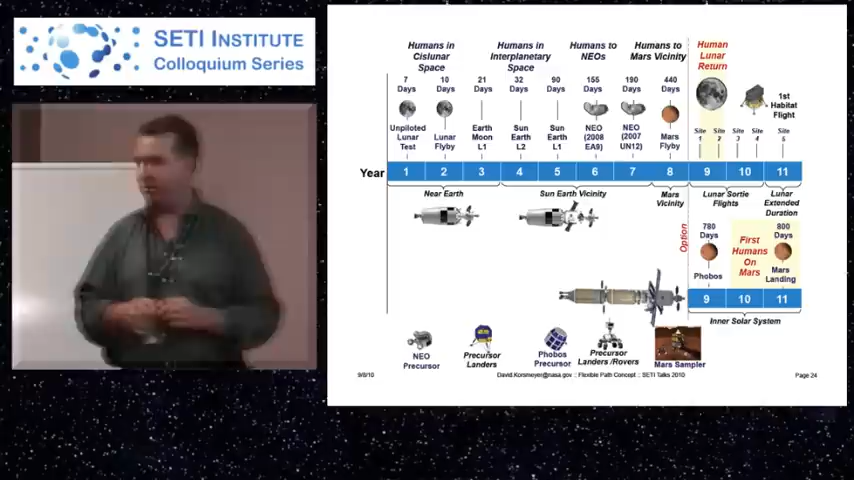 SETI INSTITUTE
Colloquium Series
Humans in
Cislunar
Space
Humans in
Interplanetary
Space
Humans to
NEOs
Humans to
Mars Vicinity
Human
Lunar
Return
7
Days
10
Days
21
Days
32
Days
90
Days
155
Days
190
Days
440
Days
1st
Habitat
Flight
Unpiloted
Lunar
Test
Lunar
Flyby
Earth
Moon
L1
Sun
Earth
L2
Sun
Earth
L1
NEO
(2008
EA9)
NEO
(2007
UN12)
Mars
Flyby
Site
1
Site
2
Site
3
Site
4
Site
5
Year
1 2 3 4 5 6 7 8 9 10 11
Near Earth
Sun Earth Vicinity
Mars
Vicinity
Lunar Sortie
Flights
Lunar
Extended
Duration
Option
780
Days
Phobos
First
Humans
On
Mars
800
Days
Mars
Landing
9 10 11
Inner Solar System
NEO
Precursor
Precursor
Landers
Phobos
Precursor
Precursor
Landers /Rovers
Mars Sampler
9/8/10
David.Korsmeyer@nasa.gov :: Flexible Path Concept :: SETI Talks 2010
Page 24